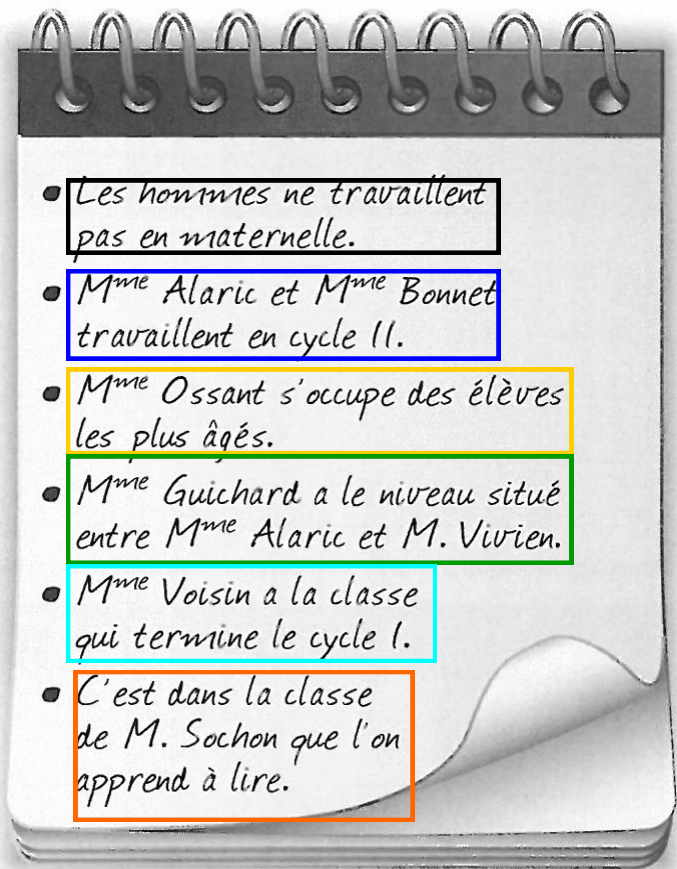 • Les hommes ne travaillent
pas en maternelle.
• Mme Alaric et Mme Bonnet
travaillent en cycle II.
• Mme Ossant s'occupe des élèves
les plus âgés.
• Mme Guichard a le niveau situé
entre Mme Alaric et M. Vivien.
• Mme Voisin a la classe
qui termine le cycle I.
• C'est dans la classe
de M. Sochon que l'on
apprend à lire.